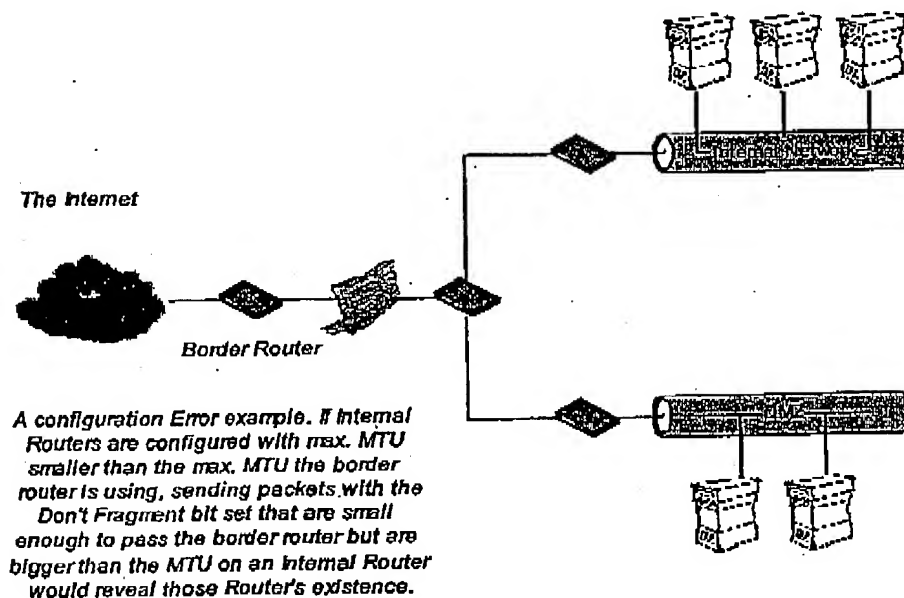 The Internet
Internal Network
Border Router
DMZ
A configuration Error example. If Internal
Routers are configured with max. MTU
smaller than the max. MTU the border
router is using, sending packets with the
Don't Fragment bit set that are small
enough to pass the border router but are
bigger than the MTU on an Internal Router
would reveal those Router's existence.